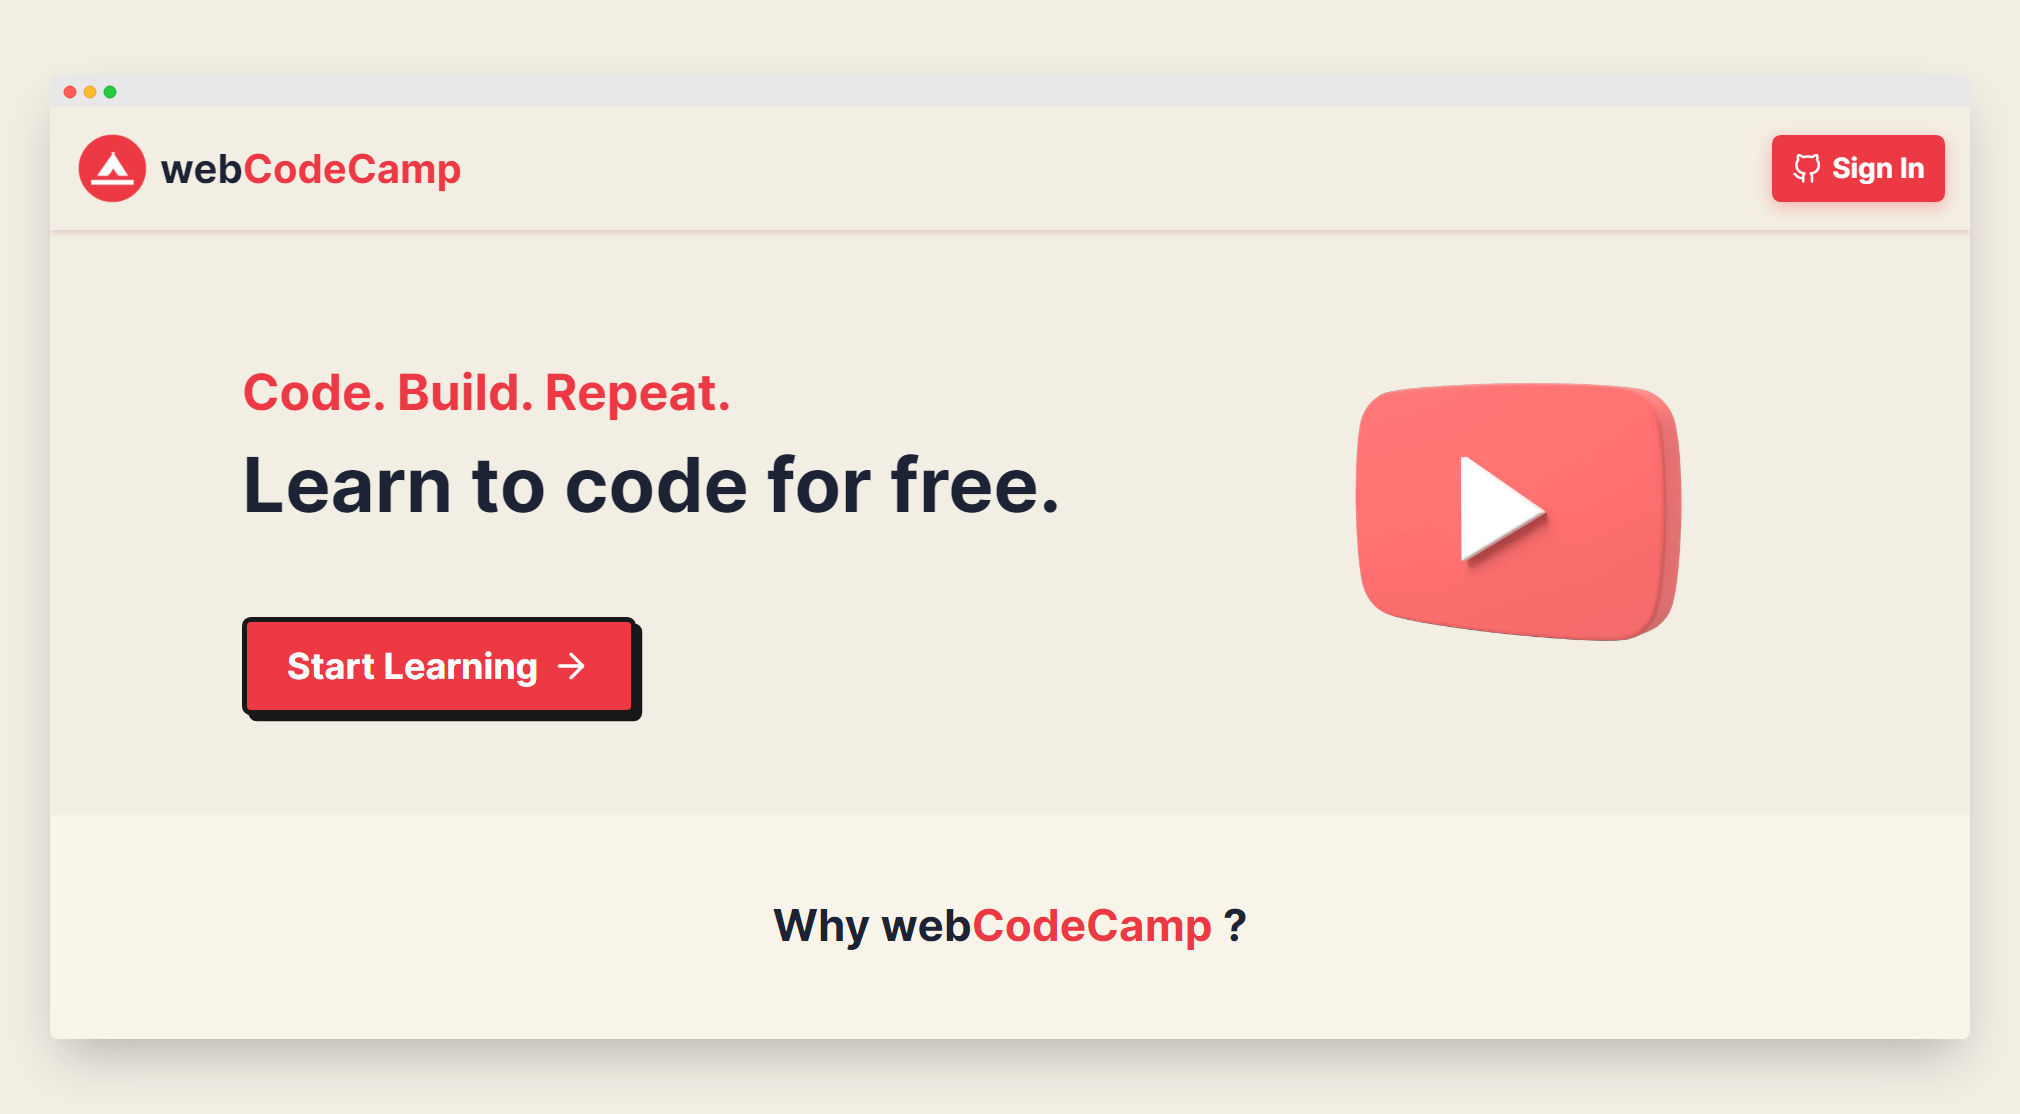 webCodeCamp
Sign In
Code. Build. Repeat.
Learn to code for free.
Start Learning
Why webCodeCamp ?